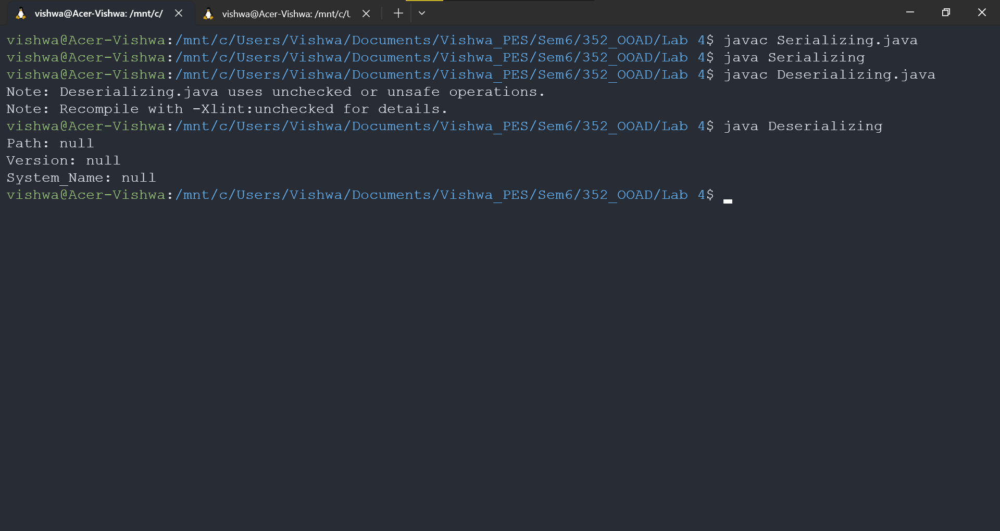 vishwa@Acer-Vishwa: /mnt/c/
vishwa@Acer-Vishwa: /mnt/c/U
vishwa@Acer-Vishwa:/mnt/c/Users/Vishwa/Documents/Vishwa_PES/Sem6/352_OOAD/Lab 4$ javac Serializing.java
vishwa@Acer-Vishwa:/mnt/c/Users/Vishwa/Documents/Vishwa_PES/Sem6/352_OOAD/Lab 4$ java Serializing
vishwa@Acer-Vishwa:/mnt/c/Users/Vishwa/Documents/Vishwa_PES/Sem6/352_OOAD/Lab 4$ javac Deserializing.java
Note: Deserializing.java uses unchecked or unsafe operations.
Note: Recompile with -Xlint:unchecked for details.
vishwa@Acer-Vishwa:/mnt/c/Users/Vishwa/Documents/Vishwa_PES/Sem6/352_OOAD/Lab 4$ java Deserializing
Path: null
Version: null
System_Name: null
vishwa@Acer-Vishwa:/mnt/c/Users/Vishwa/Documents/Vishwa_PES/Sem6/352_OOAD/Lab 4$